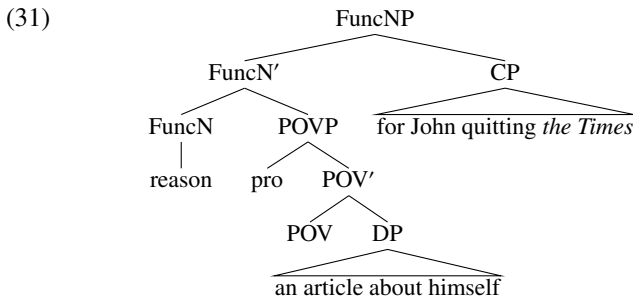 (31) FuncNP
FuncN′ CP
FuncN POVP for John quitting the Times
reason pro POV′
POV DP
an article about himself